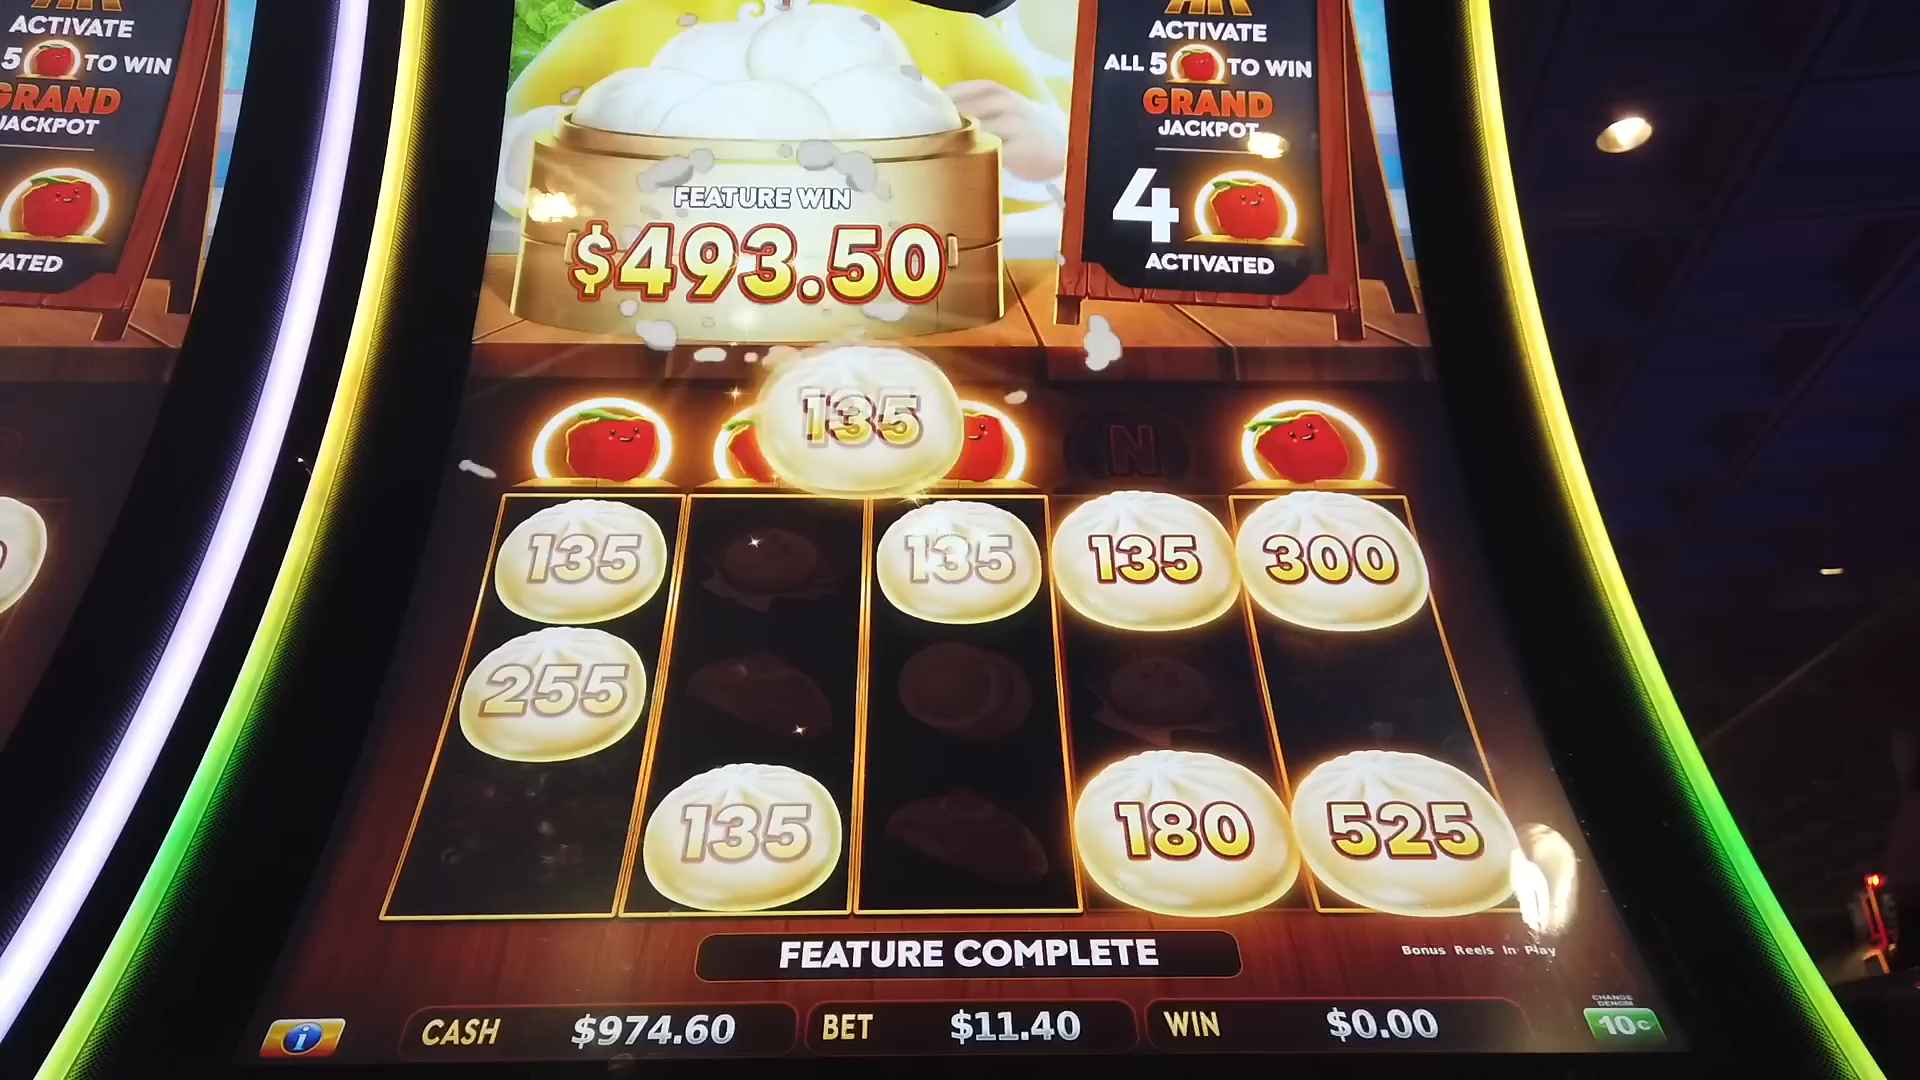 ACTIVATE
5 TO WIN
GRAND
JACKPOT
ATED
ACTIVATE
ALL 5 TO WIN
GRAND
JACKPOT
4
ACTIVATED
FEATURE WIN
$493.50
135
N
135
135
135
300
255
135
180
525
FEATURE COMPLETE
Bonus Reels In Play
CASH $974.60
BET $11.40
WIN $0.00
CHANGE
DENOM
10¢